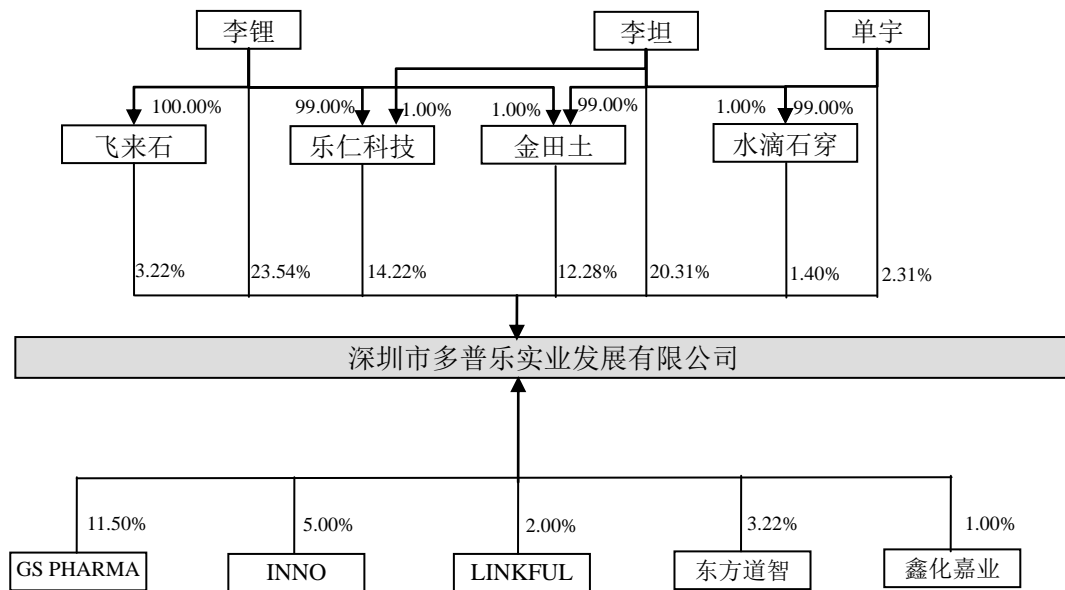 李锂
李坦
单宇
100.00%
99.00%
1.00%
1.00%
99.00%
1.00%
99.00%
飞来石
乐仁科技
金田土
水滴石穿
3.22%
23.54%
14.22%
12.28%
20.31%
1.40%
2.31%
深圳市多普乐实业发展有限公司
11.50%
5.00%
2.00%
3.22%
1.00%
GS PHARMA
INNO
LINKFUL
东方道智
鑫化嘉业